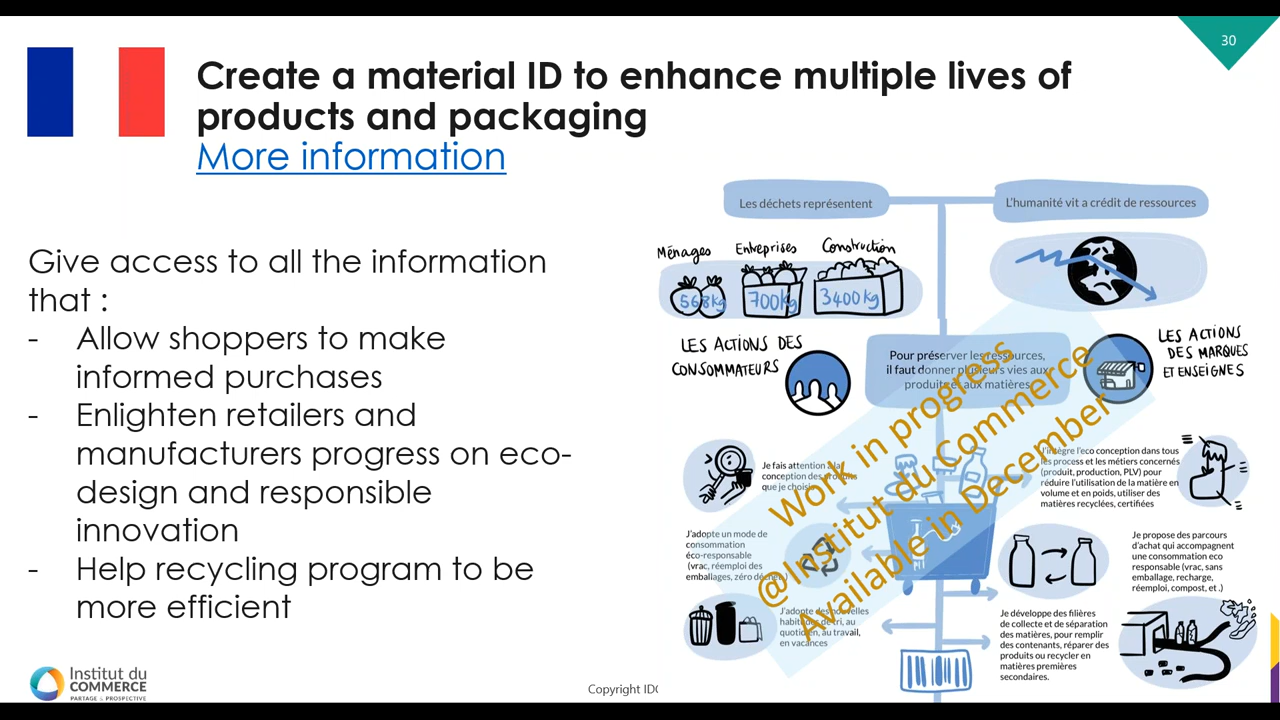 30
Create a material ID to enhance multiple lives of
products and packaging
More information
Give access to all the information
that :
- Allow shoppers to make
informed purchases
- Enlighten retailers and
manufacturers progress on eco-
design and responsible
innovation
- Help recycling program to be
more efficient
Institut du
COMMERCE
PARTAGE & PROSPECTIVE
Copyright IDC
Les déchets représentent
L'humanité vit a crédit de ressources
Ménages
Entreprises
Construction
568kg
700kg
3400kg
LES ACTIONS DES
CONSOMMATEURS
Pour préserver les ressources,
il faut donner plusieurs vies aux
produits et aux matières
LES ACTIONS
DES MARQUES
ET ENSEIGNES
Je fais attention à la
conception des produits
que je choisis
J'intègre l'eco conception dans tous
les process et les métiers concernés
(produit, production, PLV) pour
réduire l'utilisation de la matière en
volume et en poids, utiliser des
matières recyclées, certifiées
J'adopte un mode de
consommation
éco-responsable
(vrac, réemploi des
emballages, zéro déchet.)
Je propose des parcours
d'achat qui accompagnent
une consommation eco
responsable (vrac, sans
emballage, recharge,
réemploi, compost, et .)
J'adopte des nouvelles
habitudes de tri, au
quotidien, au travail,
en vacances
Je développe des filières
de collecte et de séparation
des matières, pour remplir
des contenants, réparer des
produits ou recycler en
matières premières
secondaires.
Work in progress
@Institut du Commerce
Available in December